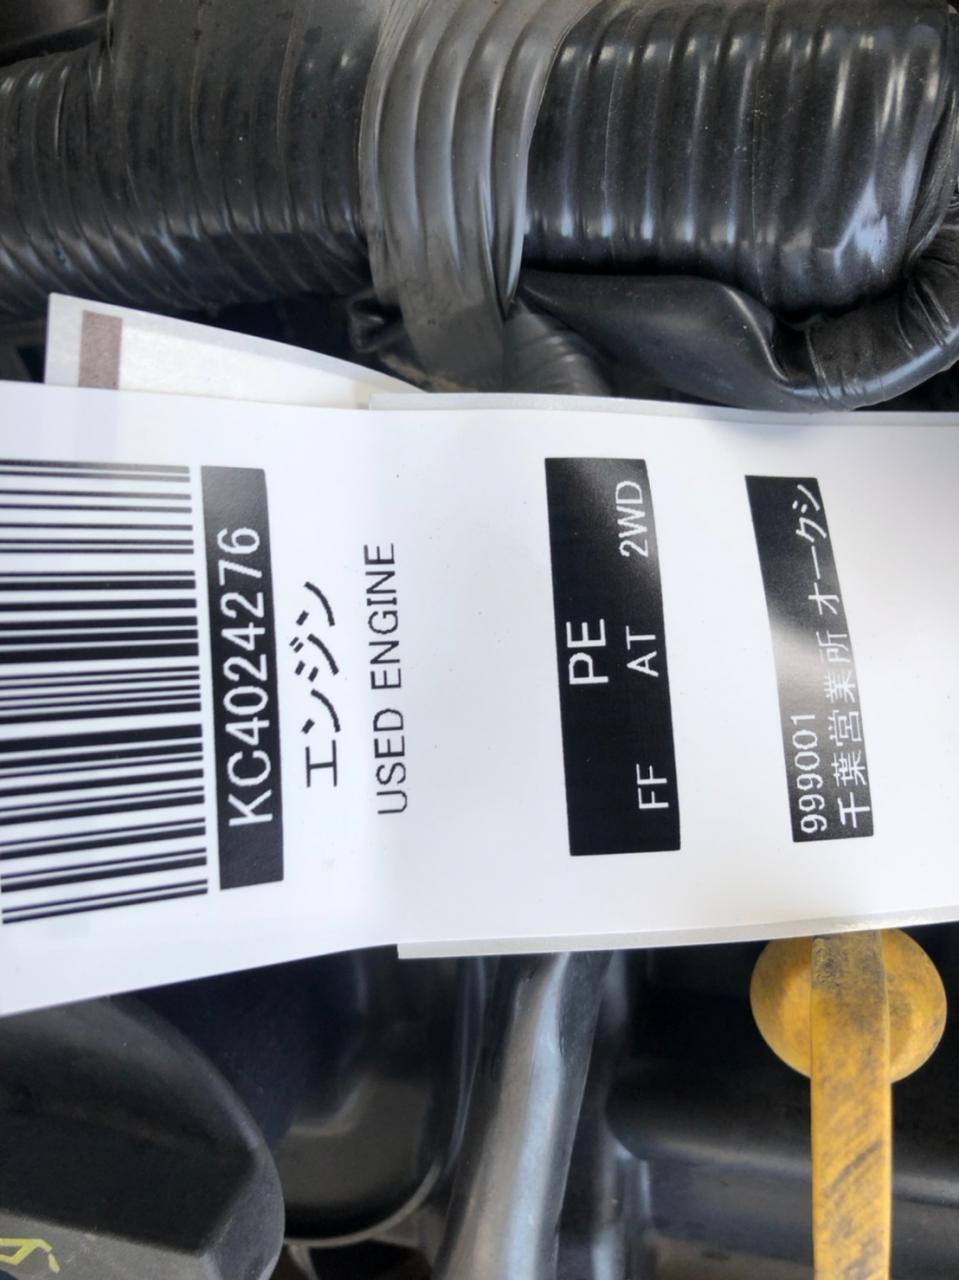 KC4024276
エンジン
USED ENGINE
PE
FF AT 2WD
999001
千葉営業所 オークシ